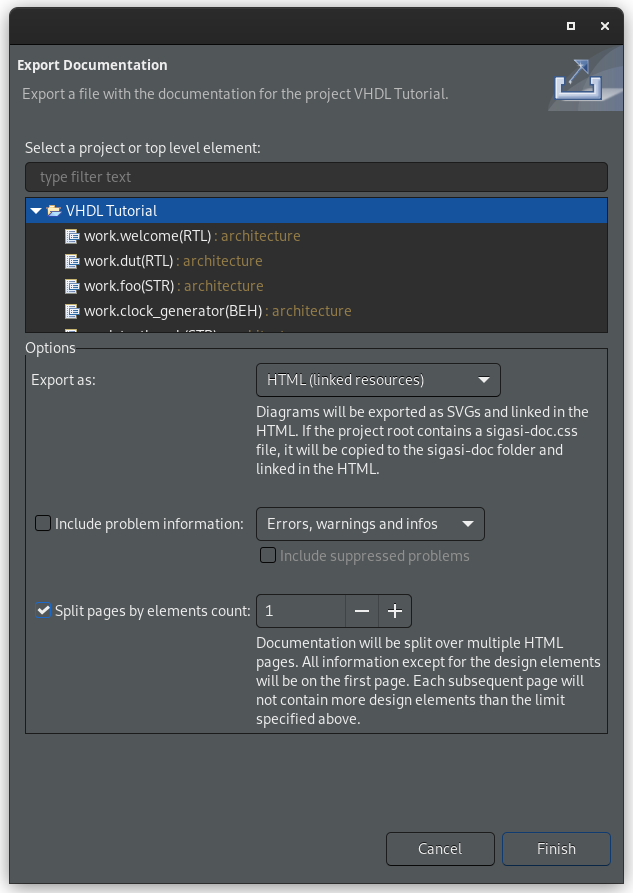 Export Documentation
Export a file with the documentation for the project VHDL Tutorial.
Select a project or top level element:
type filter text
VHDL Tutorial
work.welcome(RTL) : architecture
work.dut(RTL) : architecture
work.foo(STR) : architecture
work.clock_generator(BEH) : architecture
Options
Export as:
HTML (linked resources)
Diagrams will be exported as SVGs and linked in the
HTML. If the project root contains a sigasi-doc.css
file, it will be copied to the sigasi-doc folder and
linked in the HTML.
Include problem information:
Errors, warnings and infos
Include suppressed problems
Split pages by elements count:
1
Documentation will be split over multiple HTML
pages. All information except for the design elements
will be on the first page. Each subsequent page will
not contain more design elements than the limit
specified above.
Cancel
Finish